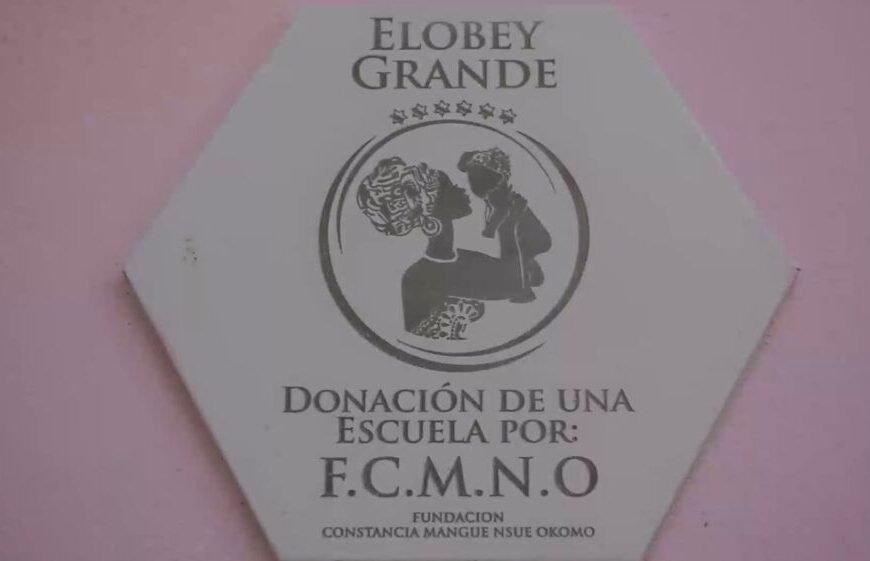 ELOBEY
GRANDE
DONACIÓN DE UNA
ESCUELA POR:
F.C.M.N.O
FUNDACION
CONSTANCIA MANGUE NSUE OKOMO